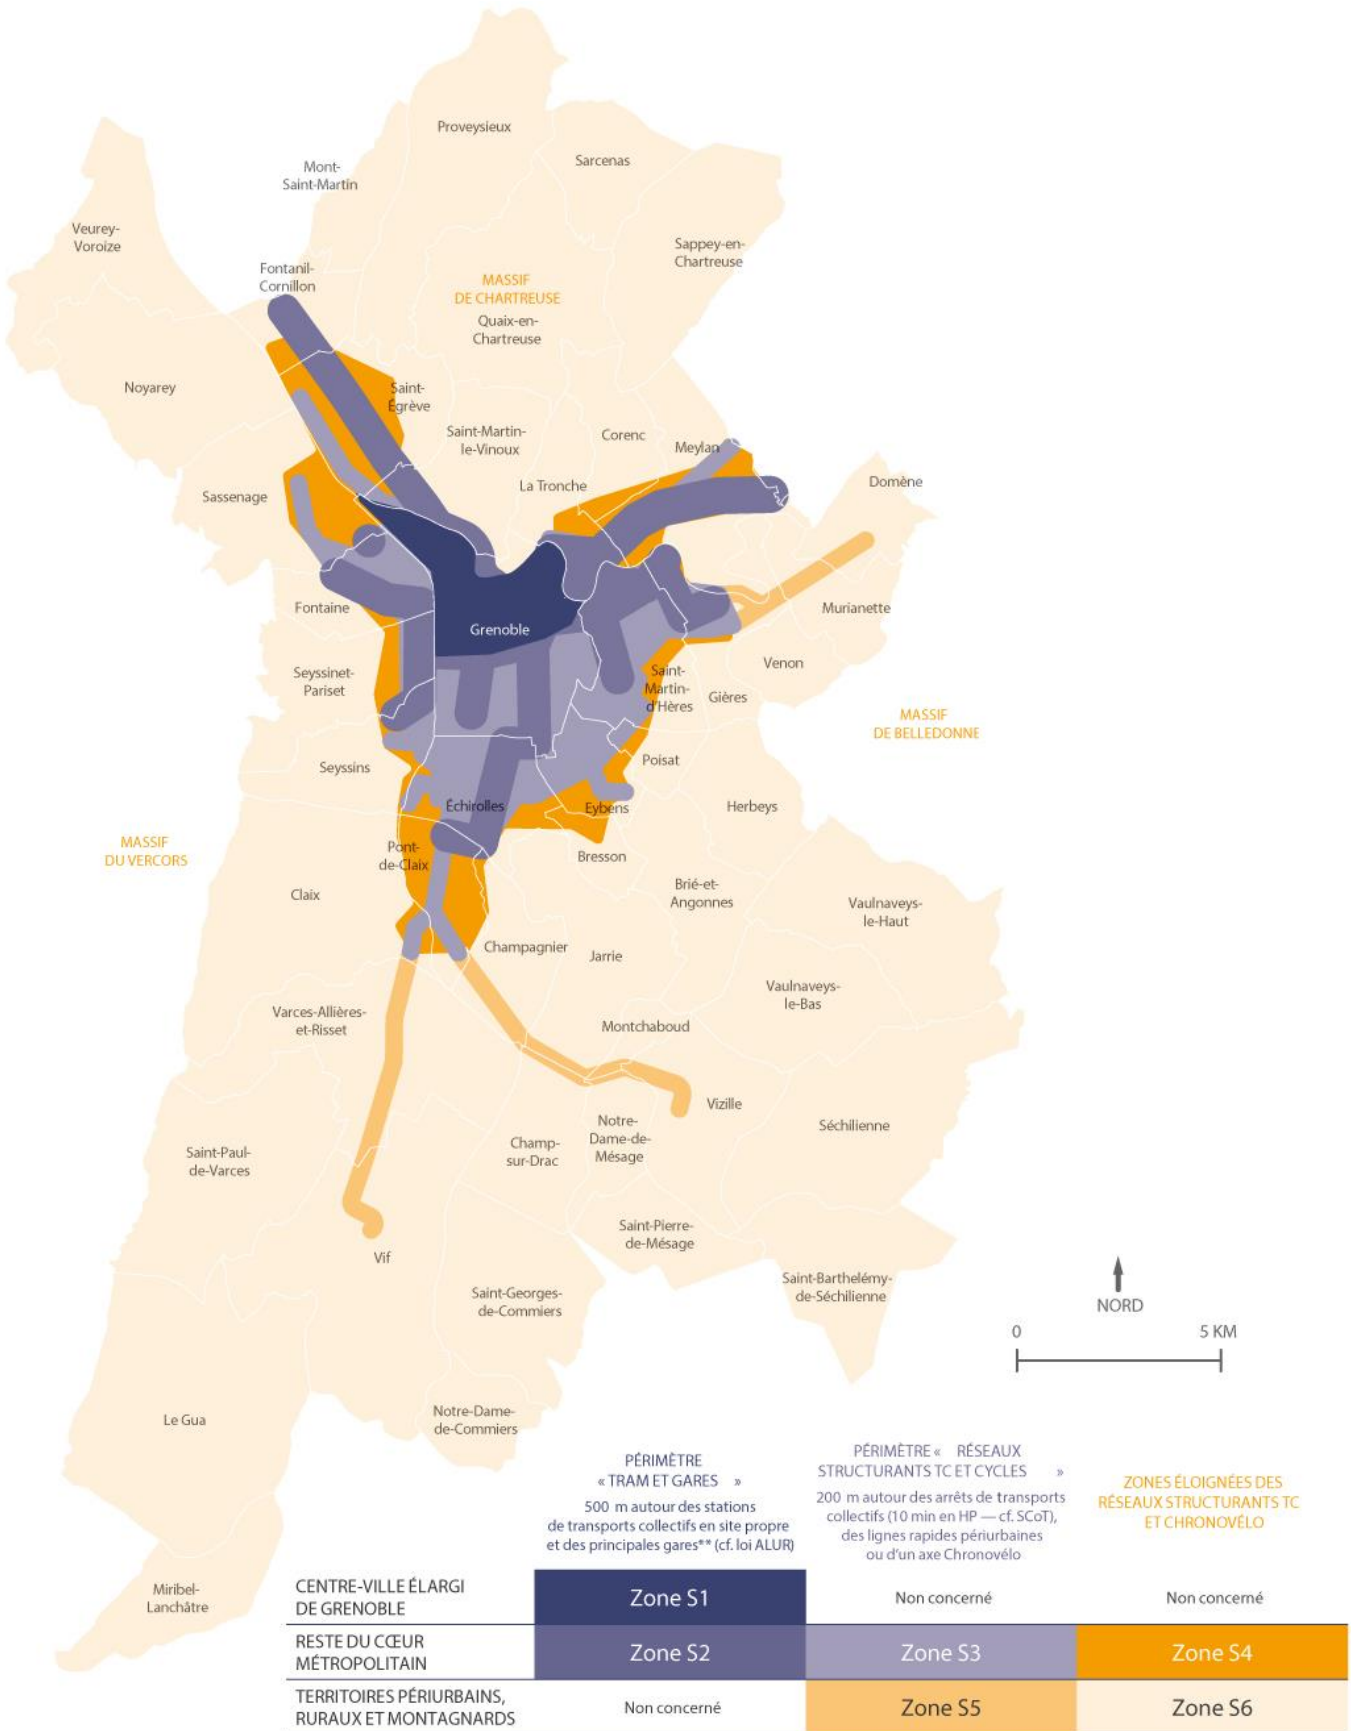 Proveysieux
Sarcenas
Mont-
Saint-Martin
Veurey-
Voroize
Sappey-en-
Chartreuse
Fontanil-
Cornillon
MASSIF
DE CHARTREUSE
Quaix-en-
Chartreuse
Noyarey
Saint-
Égrève
Saint-Martin-
le-Vinoux
Corenc
Meylan
La Tronche
Domène
Sassenage
Fontaine
Murianette
Grenoble
Seyssinet-
Pariset
Saint-
Martin-
d'Hères
Venon
Gières
MASSIF
DE BELLEDONNE
Seyssins
Poisat
Échirolles
Eybens
Herbeys
MASSIF
DU VERCORS
Pont-
de-Claix
Bresson
Claix
Brié-et-
Angonnes
Vaulnaveys-
le-Haut
Champagnier
Jarrie
Vaulnaveys-
le-Bas
Varces-Allières-
et-Risset
Montchaboud
Vizille
Notre-
Dame-de-
Mésage
Séchilienne
Champ-
sur-Drac
Saint-Paul-
de-Varces
Saint-Pierre-
de-Mésage
Vif
Saint-Georges-
de-Commiers
Saint-Barthelémy-
de-Séchilienne
NORD
0 5 KM
Le Gua
Notre-Dame-
de-Commiers
Miribel-
Lanchâtre
PÉRIMÈTRE
« TRAM ET GARES »
500 m autour des stations
de transports collectifs en site propre
et des principales gares** (cf. loi ALUR)
PÉRIMÈTRE « RÉSEAUX
STRUCTURANTS TC ET CYCLES »
200 m autour des arrêts de transports
collectifs (10 min en HP — cf. SCoT),
des lignes rapides périurbaines
ou d'un axe Chronovélo
ZONES ÉLOIGNÉES DES
RÉSEAUX STRUCTURANTS TC
ET CHRONOVÉLO
CENTRE-VILLE ÉLARGI
DE GRENOBLE
Zone S1
Non concerné
Non concerné
RESTE DU CŒUR
MÉTROPOLITAIN
Zone S2
Zone S3
Zone S4
TERRITOIRES PÉRIURBAINS,
RURAUX ET MONTAGNARDS
Non concerné
Zone S5
Zone S6